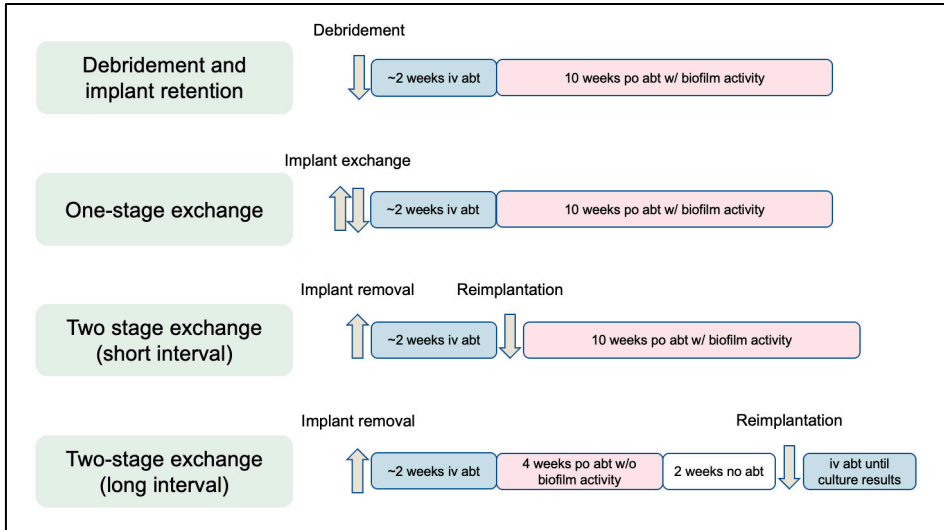 Debridement
Debridement and
implant retention
~2 weeks iv abt
10 weeks po abt w/ biofilm activity
Implant exchange
One-stage exchange
~2 weeks iv abt
10 weeks po abt w/ biofilm activity
Implant removal
Reimplantation
Two stage exchange
(short interval)
~2 weeks iv abt
10 weeks po abt w/ biofilm activity
Implant removal
Reimplantation
Two-stage exchange
(long interval)
~2 weeks iv abt
4 weeks po abt w/o
biofilm activity
2 weeks no abt
iv abt until
culture results